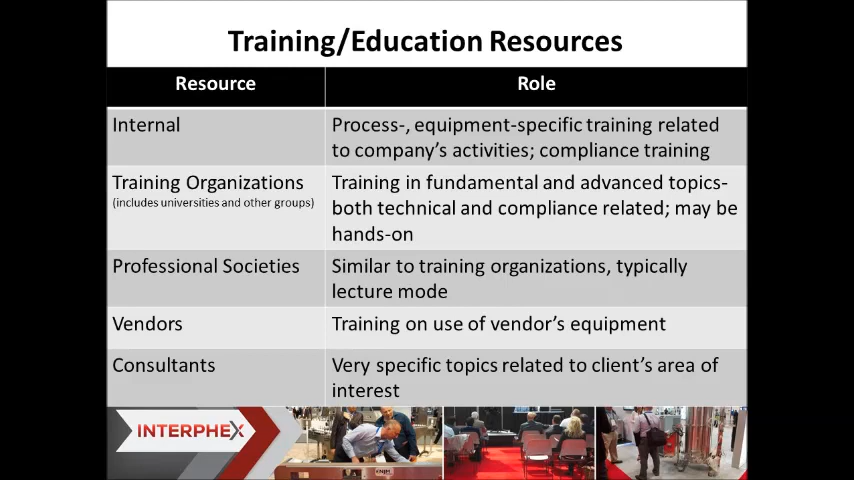 Training/Education Resources
Resource Role
Internal
Process-, equipment-specific training related
to company's activities; compliance training
Training Organizations
(includes universities and other groups)
Training in fundamental and advanced topics-
both technical and compliance related; may be
hands-on
Professional Societies
Similar to training organizations, typically
lecture mode
Vendors
Training on use of vendor's equipment
Consultants
Very specific topics related to client's area of
interest
INTERPHEX